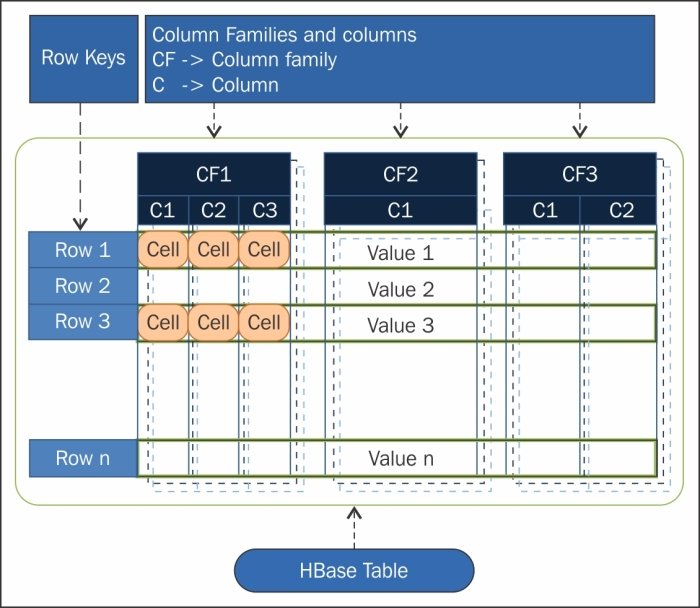 Row Keys
Column Families and columns
CF -> Column family
C -> Column
CF1
CF2
CF3
C1
C2
C3
C1
C1
C2
Row 1
Cell
Cell
Cell
Value 1
Row 2
Value 2
Row 3
Cell
Cell
Cell
Value 3
Row n
Value n
HBase Table